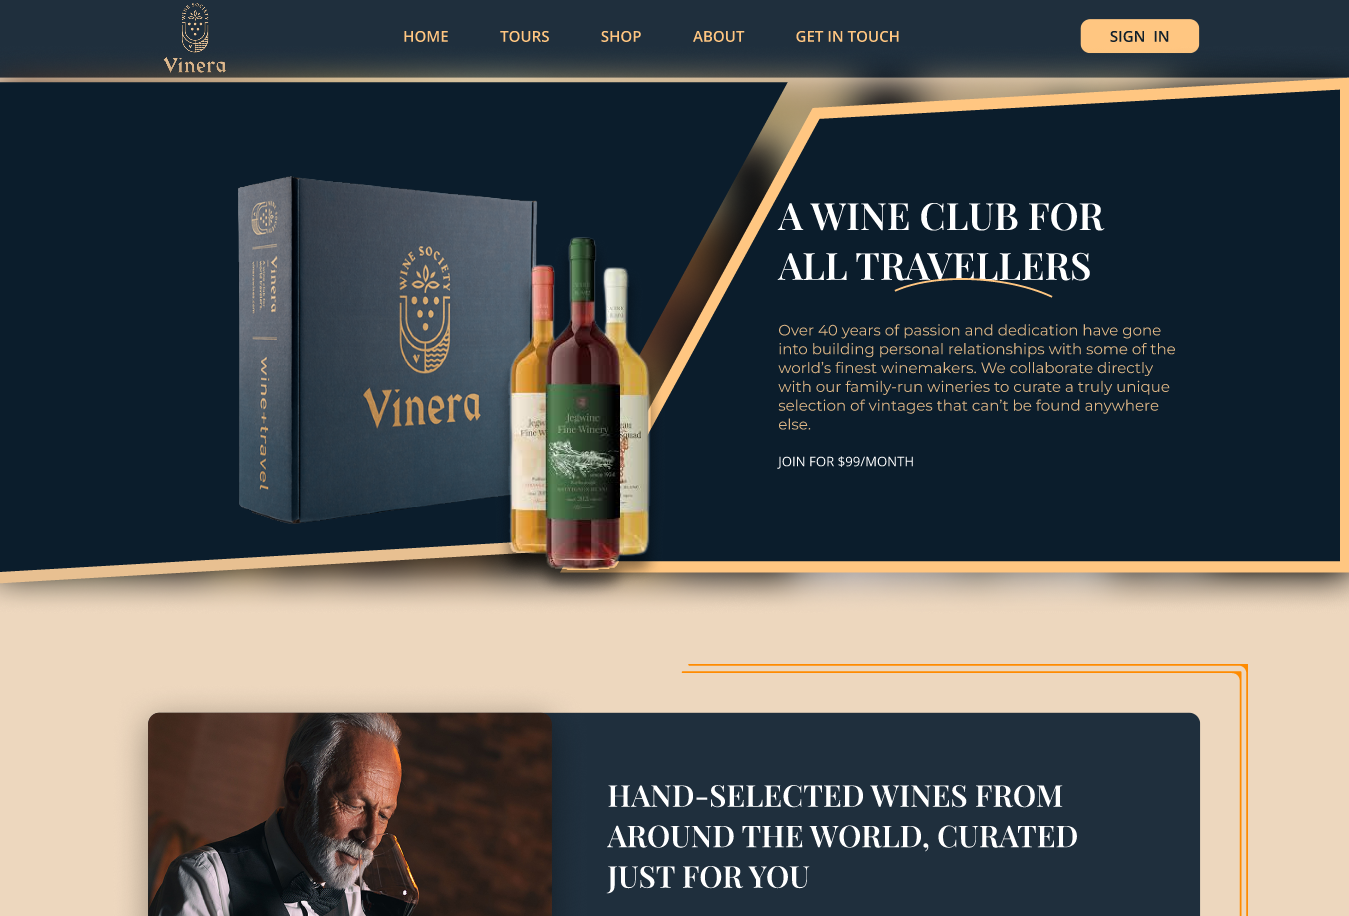 Vinera
HOME
TOURS
SHOP
ABOUT
GET IN TOUCH
SIGN IN
WINE SOCIETY
V
Vinera
Vinera
wine+travel
Jegwine
Fine Winery
since 1934
A WINE CLUB FOR
ALL TRAVELLERS
Over 40 years of passion and dedication have gone
into building personal relationships with some of the
world’s finest winemakers. We collaborate directly
with our family-run wineries to curate a truly unique
selection of vintages that can’t be found anywhere
else.
JOIN FOR $99/MONTH
HAND-SELECTED WINES FROM
AROUND THE WORLD, CURATED
JUST FOR YOU